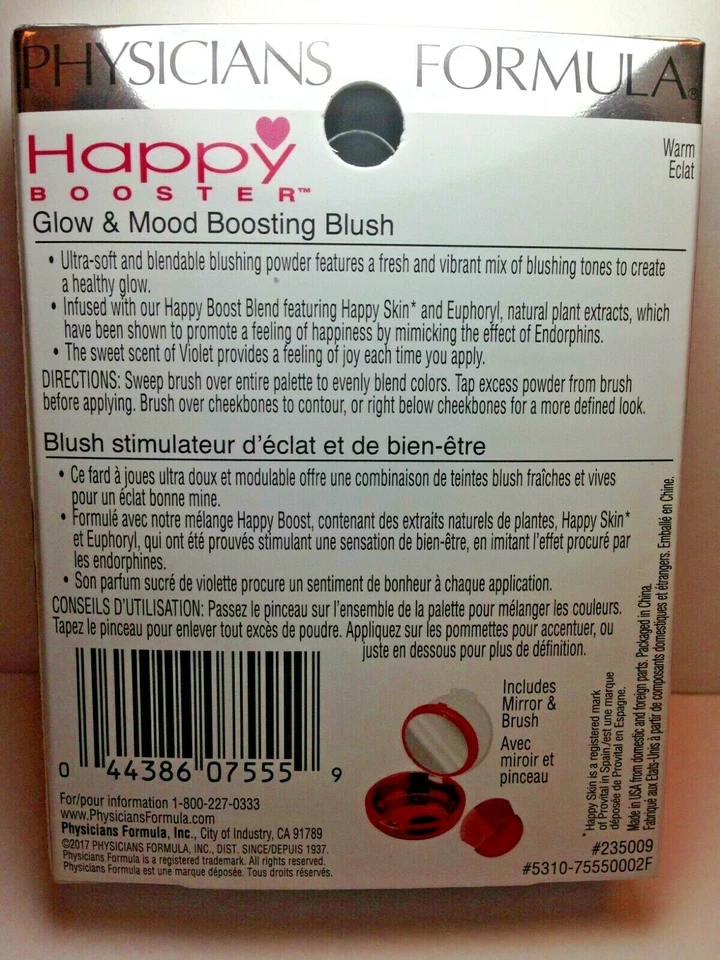 PHYSICIANS FORMULA®
Happy
BOOSTER™
Warm
Eclat
Glow & Mood Boosting Blush
• Ultra-soft and blendable blushing powder features a fresh and vibrant mix of blushing tones to create
a healthy glow.
• Infused with our Happy Boost Blend featuring Happy Skin* and Euphoryl, natural plant extracts, which
have been shown to promote a feeling of happiness by mimicking the effect of Endorphins.
• The sweet scent of Violet provides a feeling of joy each time you apply.
DIRECTIONS: Sweep brush over entire palette to evenly blend colors. Tap excess powder from brush
before applying. Brush over cheekbones to contour, or right below cheekbones for a more defined look.
Blush stimulateur d'éclat et de bien-être
• Ce fard à joues ultra doux et modulable offre une combinaison de teintes blush fraîches et vives
pour un éclat bonne mine.
• Formulé avec notre mélange Happy Boost, contenant des extraits naturels de plantes, Happy Skin*
et Euphoryl, qui ont été prouvés stimulant une sensation de bien-être, en imitant l'effet procuré par
les endorphines.
• Son parfum sucré de violette procure un sentiment de bonheur à chaque application.
CONSEILS D'UTILISATION: Passez le pinceau sur l'ensemble de la palette pour mélanger les couleurs.
Tapez le pinceau pour enlever tout excès de poudre. Appliquez sur les pommettes pour accentuer, ou
juste en dessous pour plus de définition.
0 44386 07555 9
Includes
Mirror &
Brush
Avec
miroir et
pinceau
For/pour information 1-800-227-0333
www.PhysiciansFormula.com
Physicians Formula, Inc., City of Industry, CA 91789
©2017 PHYSICIANS FORMULA, INC., DIST. SINCE/DEPUIS 1937.
Physicians Formula is a registered trademark. All rights reserved.
Physicians Formula est une marque déposée. Tous droits réservés.
* Happy Skin is a registered mark
of Provital in Spain /est une marque
déposée de Provital en Espagne.
Made in USA from domestic and foreign parts. Packaged in China.
Fabriqué aux Etats-Unis à partir de composants domestiques et étrangers. Emballé en Chine.
#235009
#5310-75550002F